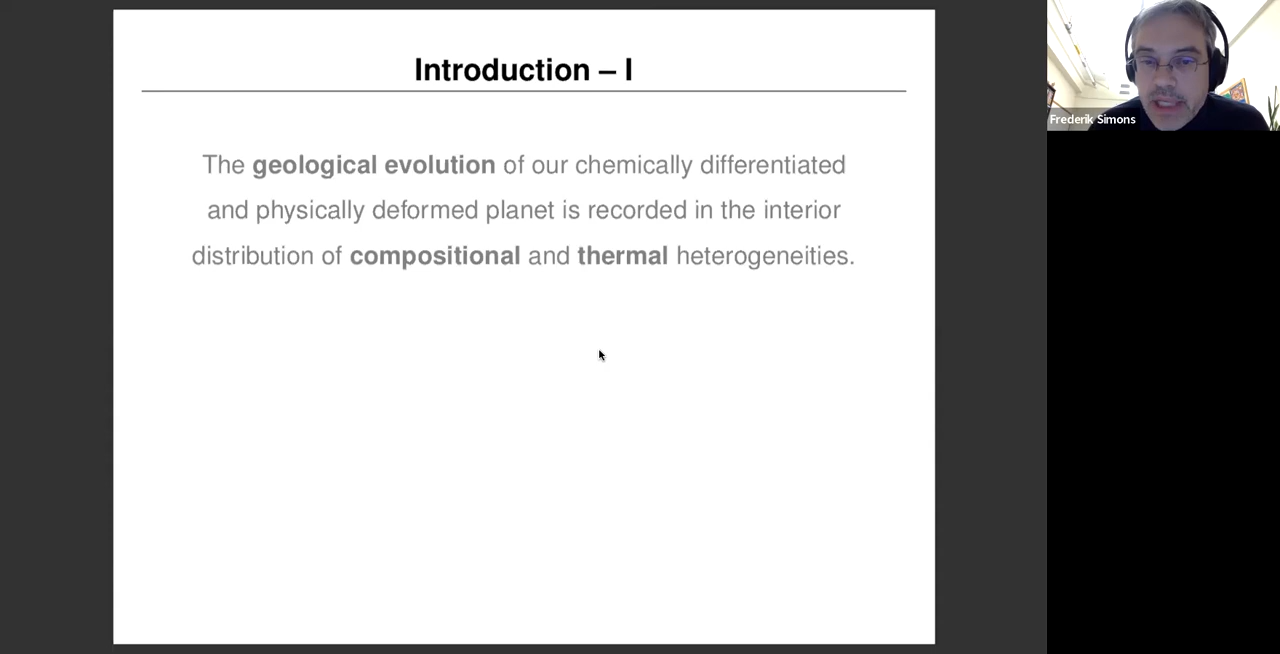 Introduction – I
The geological evolution of our chemically differentiated
and physically deformed planet is recorded in the interior
distribution of compositional and thermal heterogeneities.
Frederik Simons